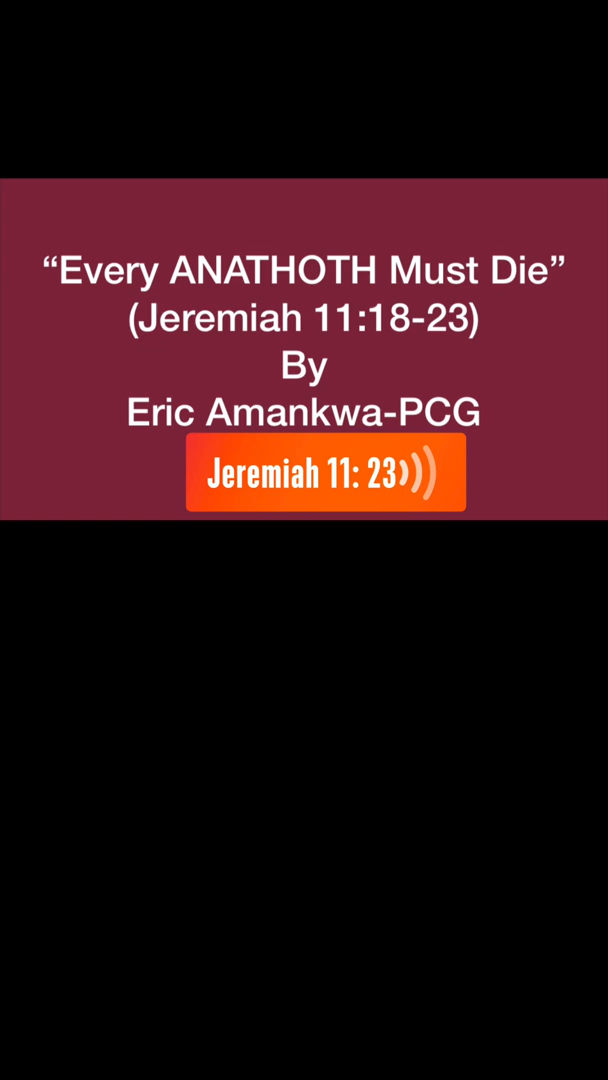 “Every ANATHOTH Must Die”
(Jeremiah 11:18-23)
By
Eric Amankwa-PCG
Jeremiah 11: 23